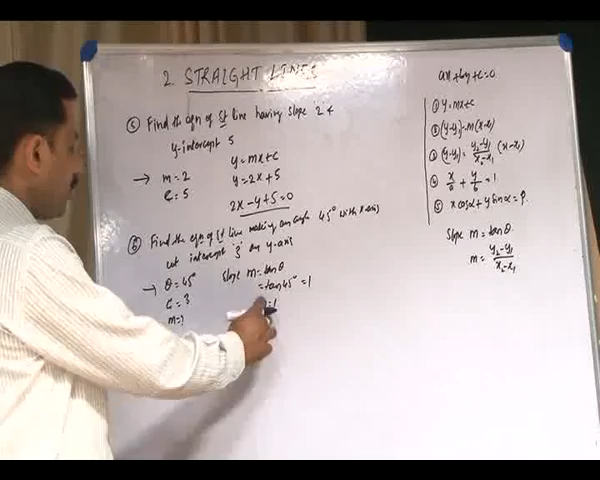 2. STRAIGHT LINES
⑤ Find the eqn of st line having slope 2 &
y-intercept 5
y=mx+c
→ m=2
y=2x+5
c=5
2x-y+5=0
⑥ Find the eqn of st line making an angle 45° with x-axis
cut intercept '3' on y-axis
Slope m=tanθ
→ θ=45°
=tan45°=1
c=3
=1
m=?
ax+by+c=0
① y=mx+c
② (y-y₁)=m(x-x₁)
③ (y-y₁)=y₂-y₁/x₂-x₁ (x-x₁)
④ x/a+y/b=1
⑤ x cosα+y sinα=P
Slope m=tanθ
m=y₂-y₁/x₂-x₁